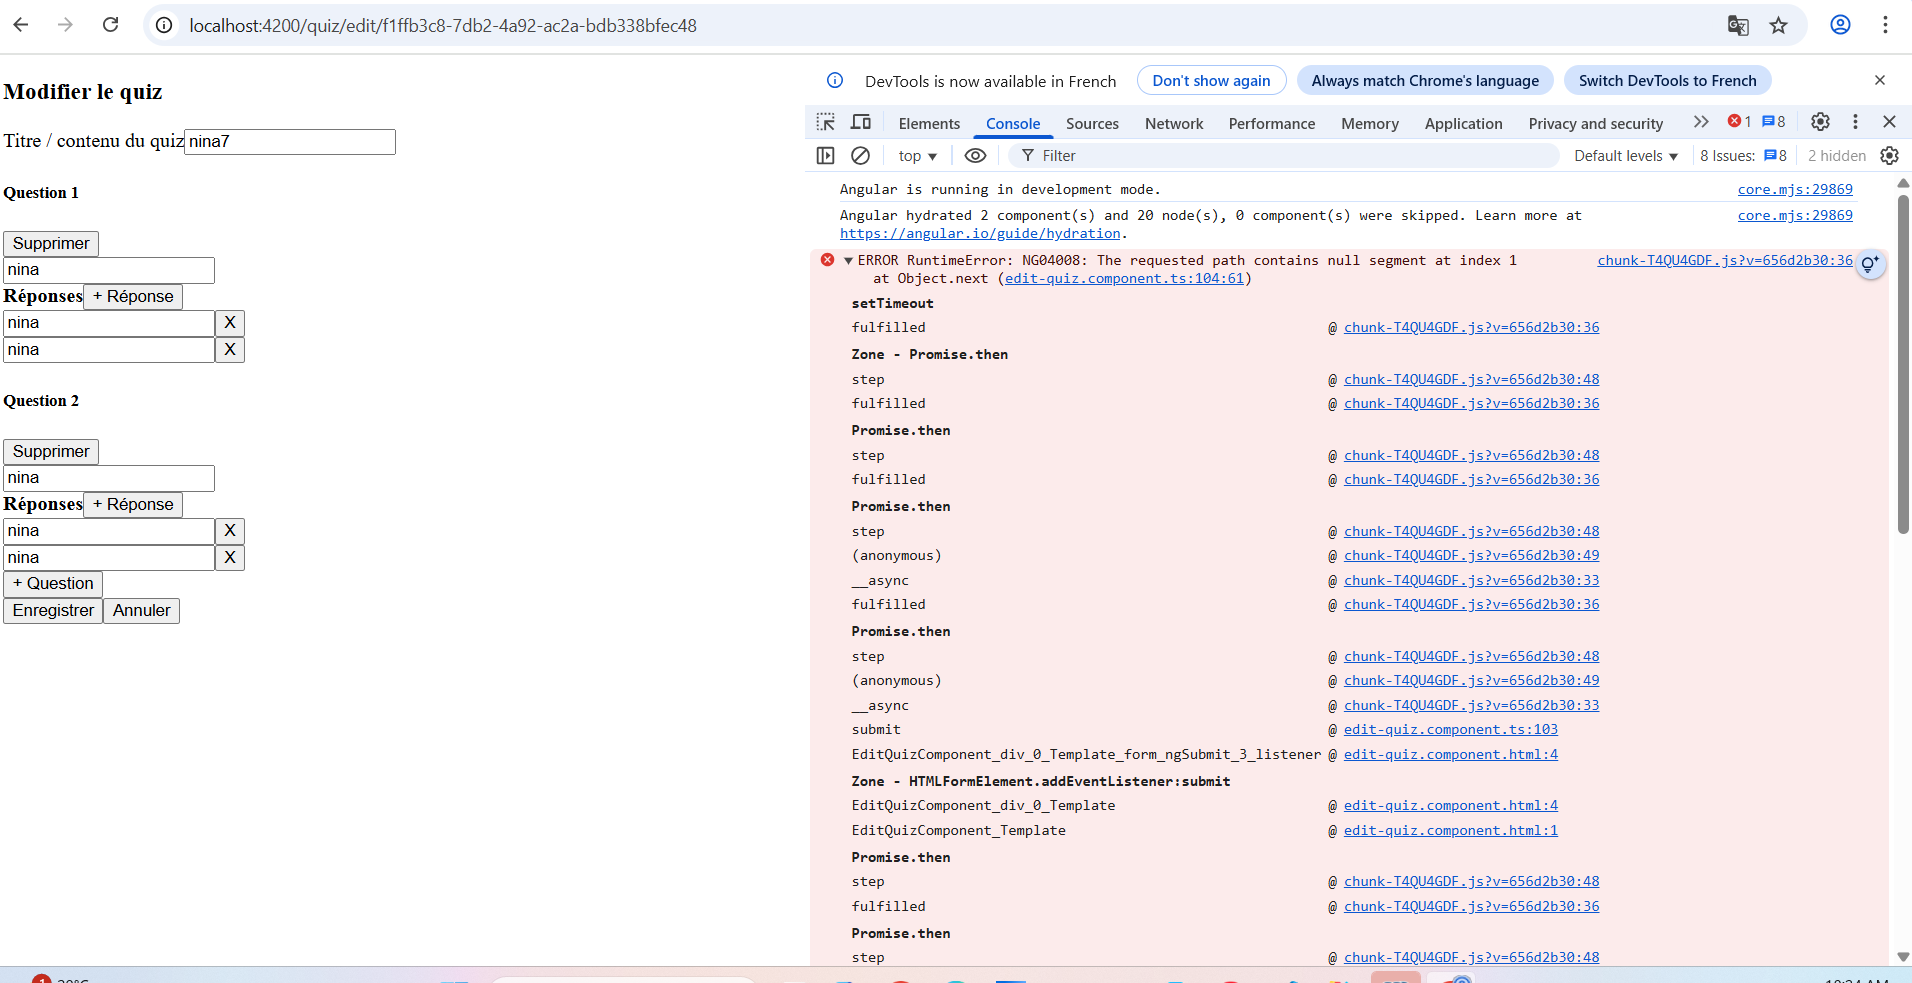 localhost:4200/quiz/edit/f1ffb3c8-7db2-4a92-ac2a-bdb338bfec48
Modifier le quiz
Titre / contenu du quiz nina7
Question 1
Supprimer
nina
Réponses + Réponse
nina X
nina X
Question 2
Supprimer
nina
Réponses + Réponse
nina X
nina X
+ Question
Enregistrer Annuler
DevTools is now available in French Don't show again Always match Chrome's language Switch DevTools to French
Elements Console Sources Network Performance Memory Application Privacy and security 1 8
top Filter Default levels 8 Issues: 8 2 hidden
Angular is running in development mode. core.mjs:29869
Angular hydrated 2 component(s) and 20 node(s), 0 component(s) were skipped. Learn more at core.mjs:29869
https://angular.io/guide/hydration.
ERROR RuntimeError: NG04008: The requested path contains null segment at index 1 chunk-T4QU4GDF.js?v=656d2b30:36
at Object.next (edit-quiz.component.ts:104:61)
setTimeout
fulfilled @ chunk-T4QU4GDF.js?v=656d2b30:36
Zone - Promise.then
step @ chunk-T4QU4GDF.js?v=656d2b30:48
fulfilled @ chunk-T4QU4GDF.js?v=656d2b30:36
Promise.then
step @ chunk-T4QU4GDF.js?v=656d2b30:48
fulfilled @ chunk-T4QU4GDF.js?v=656d2b30:36
Promise.then
step @ chunk-T4QU4GDF.js?v=656d2b30:48
(anonymous) @ chunk-T4QU4GDF.js?v=656d2b30:49
__async @ chunk-T4QU4GDF.js?v=656d2b30:33
fulfilled @ chunk-T4QU4GDF.js?v=656d2b30:36
Promise.then
step @ chunk-T4QU4GDF.js?v=656d2b30:48
(anonymous) @ chunk-T4QU4GDF.js?v=656d2b30:49
__async @ chunk-T4QU4GDF.js?v=656d2b30:33
submit @ edit-quiz.component.ts:103
EditQuizComponent_div_0_Template_form_ngSubmit_3_listener @ edit-quiz.component.html:4
Zone - HTMLFormElement.addEventListener:submit
EditQuizComponent_div_0_Template @ edit-quiz.component.html:4
EditQuizComponent_Template @ edit-quiz.component.html:1
Promise.then
step @ chunk-T4QU4GDF.js?v=656d2b30:48
fulfilled @ chunk-T4QU4GDF.js?v=656d2b30:36
Promise.then
step @ chunk-T4QU4GDF.js?v=656d2b30:48